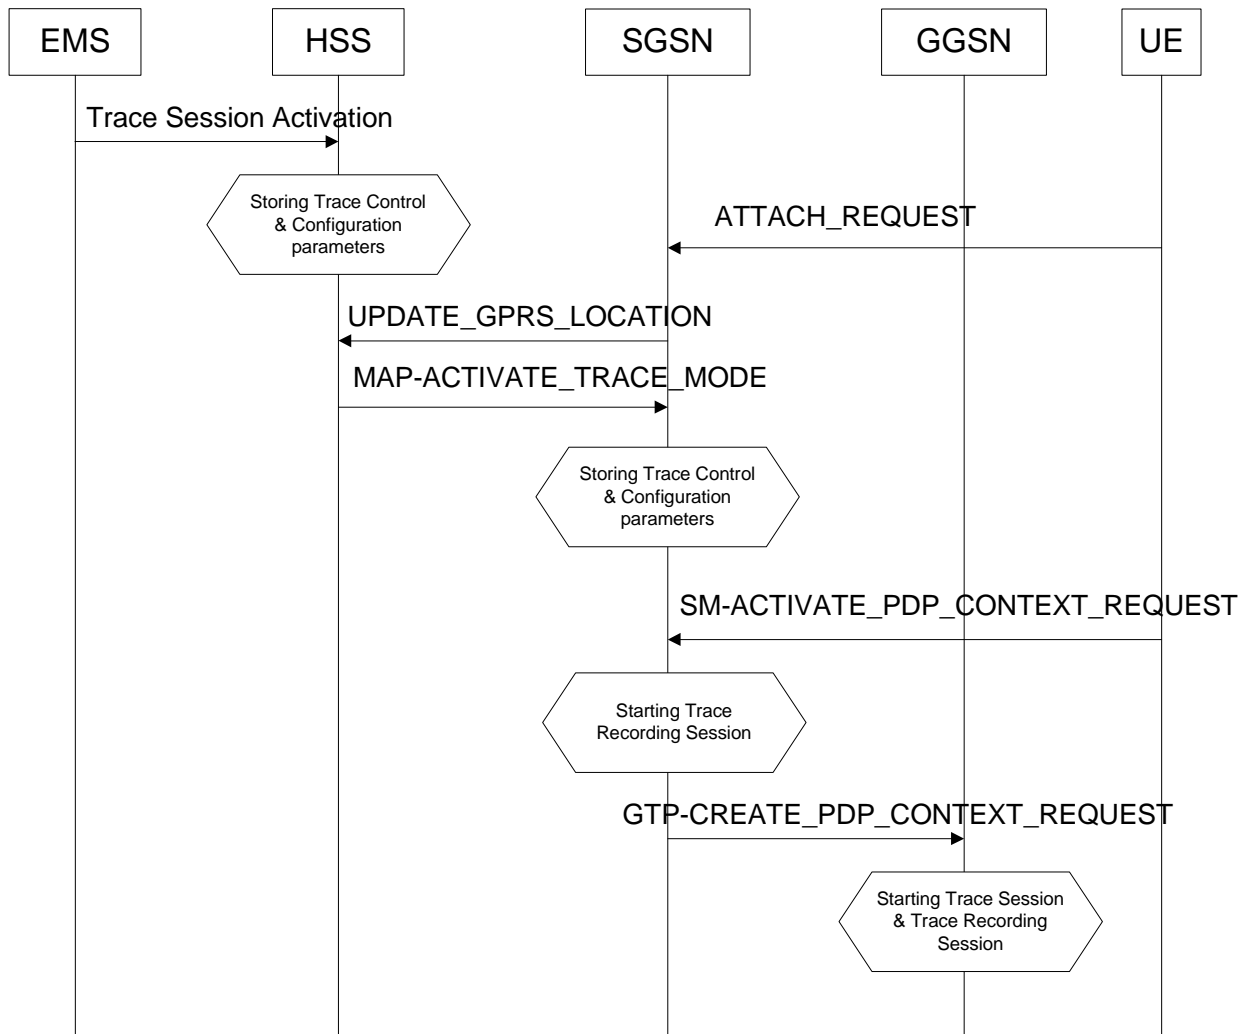 EMS
HSS
SGSN
GGSN
UE
Trace Session Activation
Storing Trace Control
& Configuration
parameters
ATTACH_REQUEST
UPDATE_GPRS_LOCATION
MAP-ACTIVATE_TRACE_MODE
Storing Trace Control
& Configuration
parameters
SM-ACTIVATE_PDP_CONTEXT_REQUEST
Starting Trace
Recording Session
GTP-CREATE_PDP_CONTEXT_REQUEST
Starting Trace Session
& Trace Recording
Session